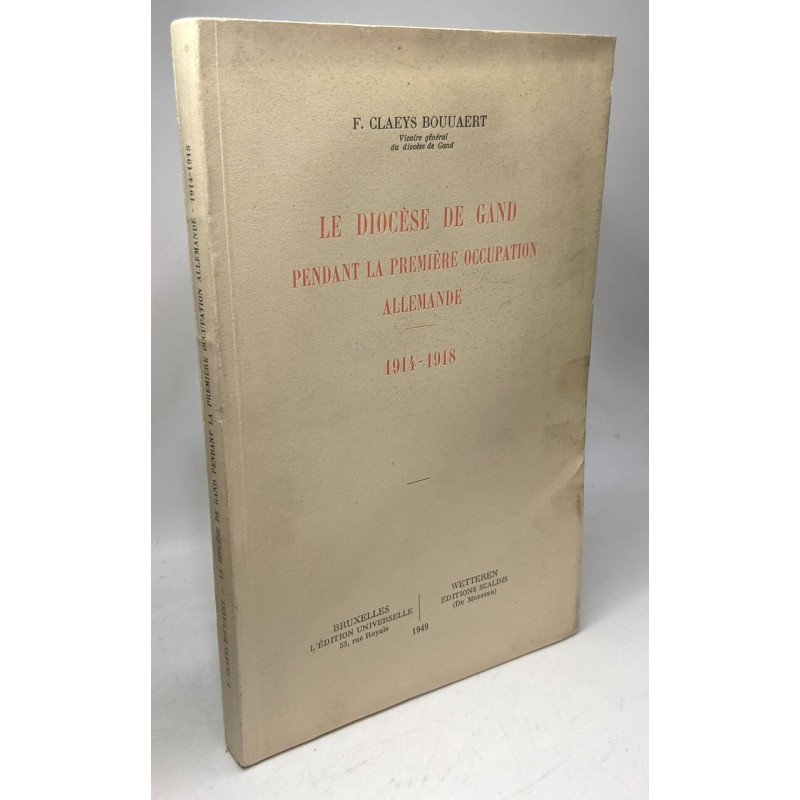 F. CLAEYS BOUUAERT
Vicaire général
du diocèse de Gand
LE DIOCÈSE DE GAND
PENDANT LA PREMIÈRE OCCUPATION
ALLEMANDE
1914-1918
BRUXELLES
L'ÉDITION UNIVERSELLE
53, rue Royale
1949
WETTEREN
ÉDITIONS SCALDIS
(De Meester)
F. CLAEYS BOUUAERT — LE DIOCÈSE DE GAND PENDANT LA PREMIÈRE OCCUPATION ALLEMANDE - 1914-1918